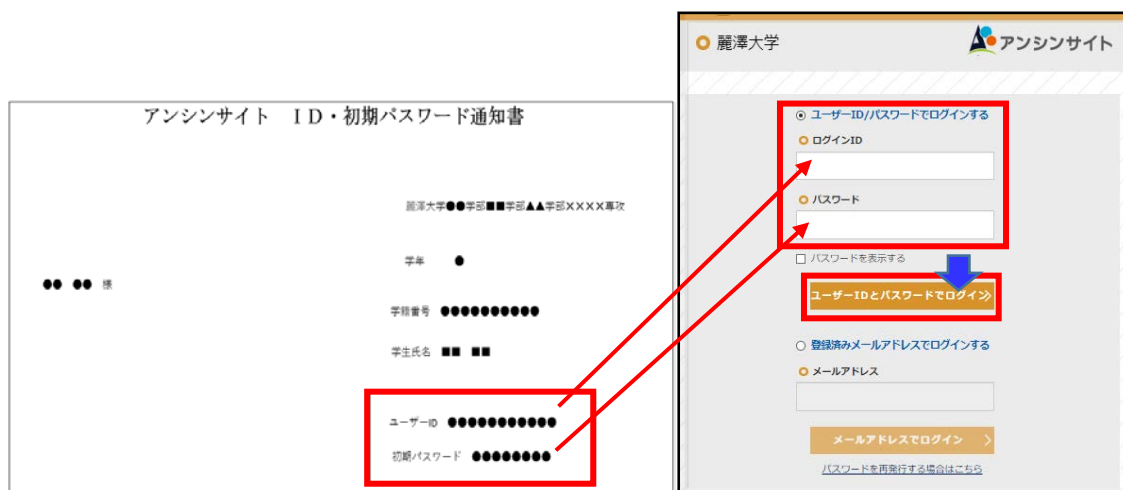 アンシンサイト ＩＤ・初期パスワード通知書
麗澤大学●●学部■■学部▲▲学部XXXX専攻
学年 ●
●● ●● 様
学籍番号 ●●●●●●●●●●
学生氏名 ■■ ■■
ユーザーID ●●●●●●●●●●●
初期パスワード ●●●●●●●●
麗澤大学
アンシンサイト
ユーザーID/パスワードでログインする
ログインID
パスワード
パスワードを表示する
ユーザーIDとパスワードでログイン
登録済みメールアドレスでログインする
メールアドレス
メールアドレスでログイン
パスワードを再発行する場合はこちら